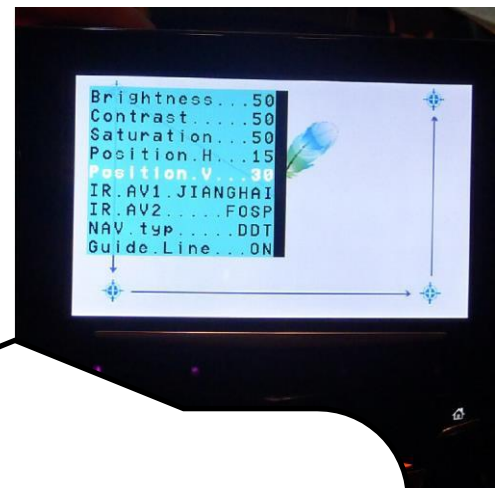 Brightness...50
Contrast.....50
Saturation...50
Position.H...15
Position.V...30
IR.AV1.JIANGHAI
IR.AV2.....FOSP
NAV.typ.....DDT
Guide.Line...ON